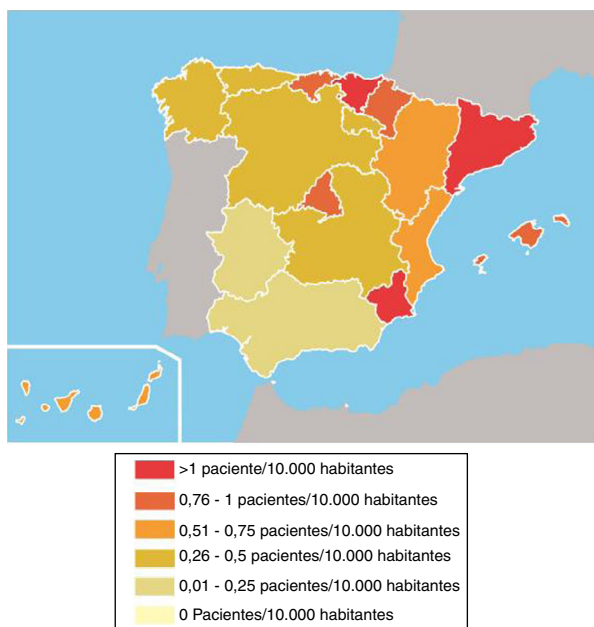 >1 paciente/10.000 habitantes
0,76 - 1 pacientes/10.000 habitantes
0,51 - 0,75 pacientes/10.000 habitantes
0,26 - 0,5 pacientes/10.000 habitantes
0,01 - 0,25 pacientes/10.000 habitantes
0 Pacientes/10.000 habitantes